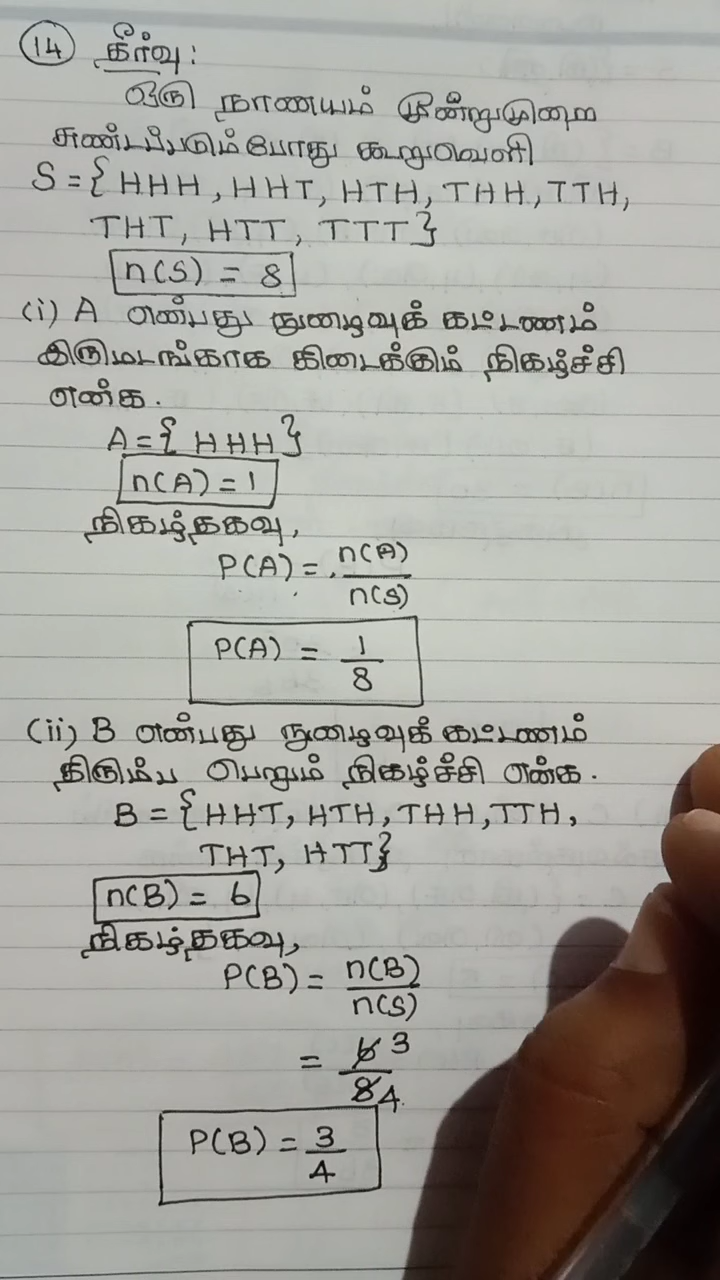 14 தீர்வு:
ஒரு நாணயம் மூன்றுமுறை
சுண்டப்படும்போது கூறுவெளி
S = { HHH, HHT, HTH, THH, TTH,
THT, HTT, TTT }
n(S) = 8
(i) A என்பது நுழைவுக் கட்டணம்
இருமடங்காக கிடைக்கும் நிகழ்ச்சி
என்க.
A = { HHH }
n(A) = 1
நிகழ்தகவு,
P(A) = n(A)/n(S)
P(A) = 1/8
(ii) B என்பது நுழைவுக் கட்டணம்
திரும்ப பெறும் நிகழ்ச்சி என்க.
B = { HHT, HTH, THH, TTH,
THT, HTT }
n(B) = 6
நிகழ்தகவு,
P(B) = n(B)/n(S)
= 6 3/8 4
P(B) = 3/4